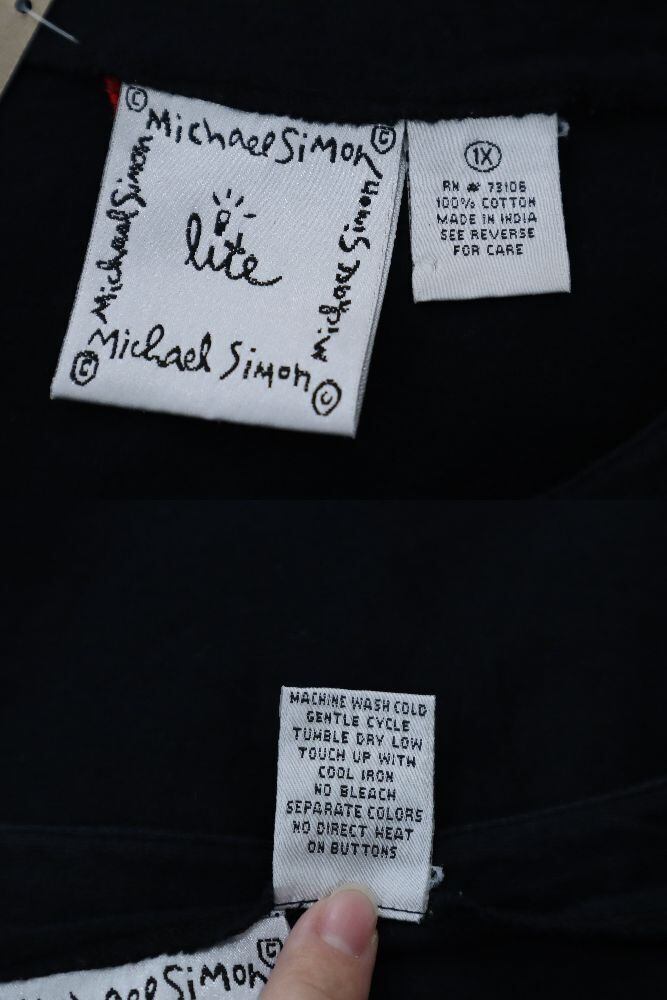 © Michael Simon ©
Michael Simon
lite
Michael Simon
© Michael Simon ©
1X
RN # 73106
100% COTTON
MADE IN INDIA
SEE REVERSE
FOR CARE
MACHINE WASH COLD
GENTLE CYCLE
TUMBLE DRY LOW
TOUCH UP WITH
COOL IRON
NO BLEACH
SEPARATE COLORS
NO DIRECT HEAT
ON BUTTONS
Michael Simon ©